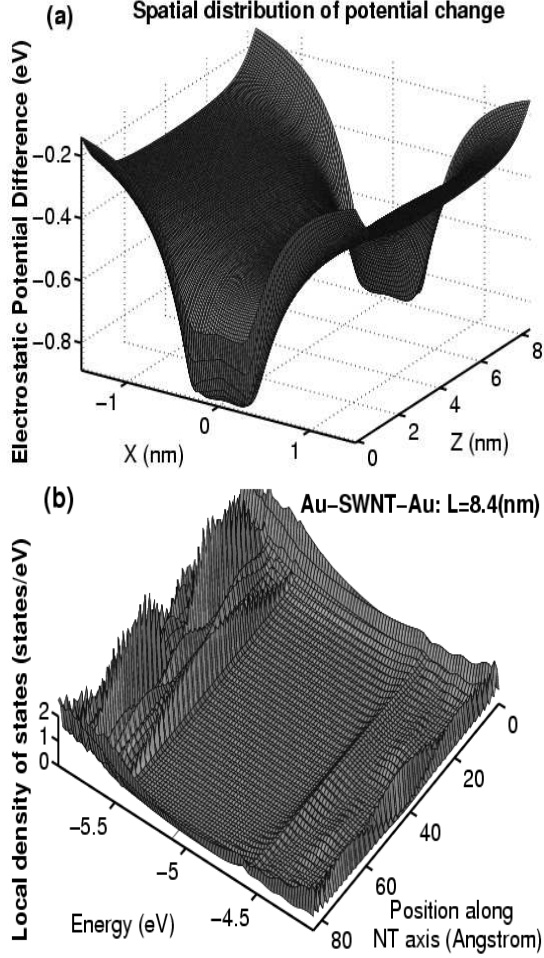 (a) Spatial distribution of potential change
Electrostatic Potential Difference (eV)
−0.2
−0.4
−0.6
−0.8
−1
0
1
X (nm)
0
2
4
6
8
Z (nm)
(b)
Au−SWNT−Au: L=8.4(nm)
Local density of states (states/eV)
2
1
0
−5.5
−5
−4.5
Energy (eV)
0
20
40
60
80
Position along
NT axis (Angstrom)